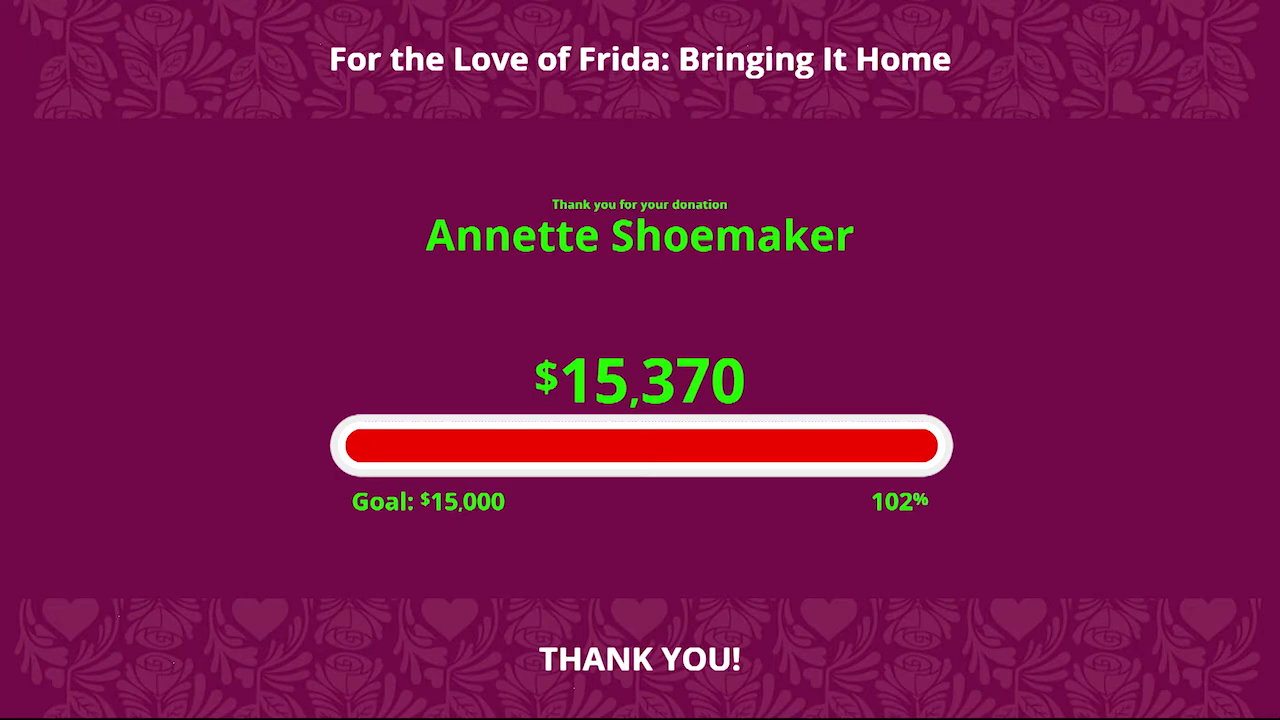 For the Love of Frida: Bringing It Home
Thank you for your donation
Annette Shoemaker
$15,370
Goal: $15,000 102%
THANK YOU!